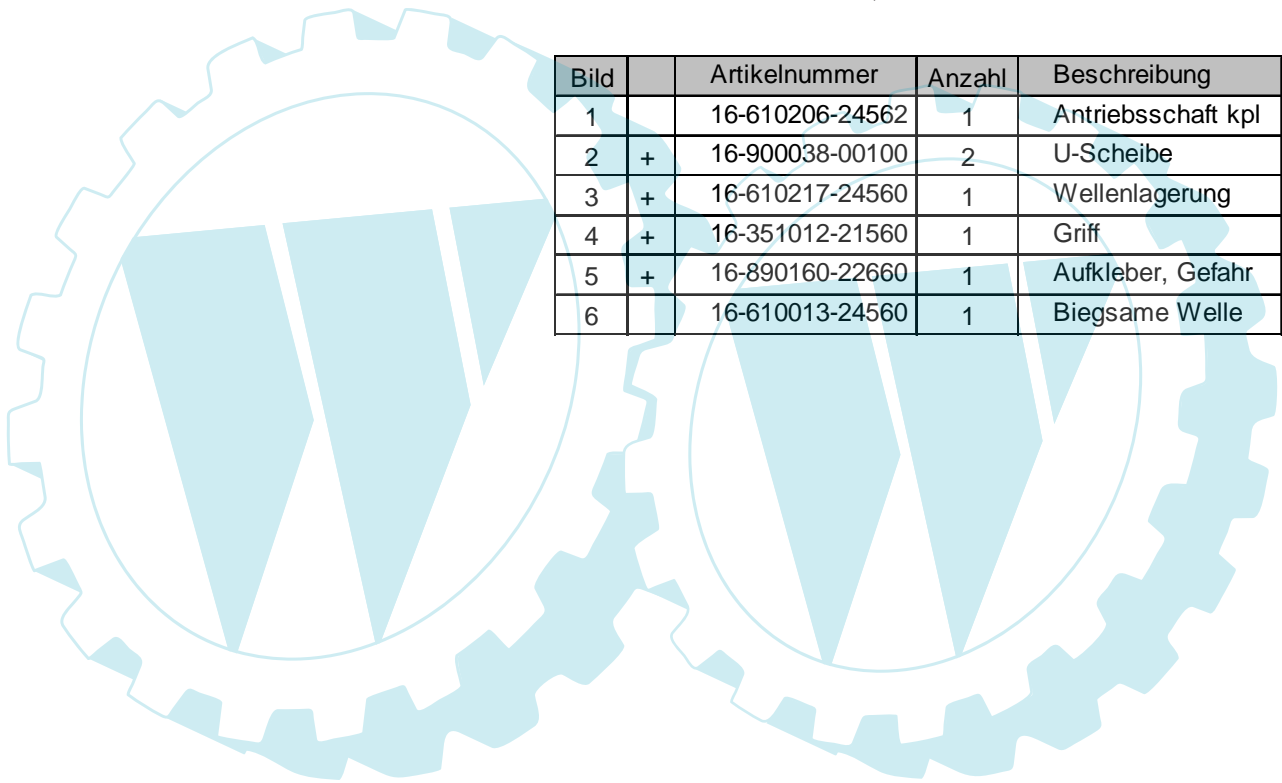 Bild Artikelnummer Anzahl Beschreibung
1 16-610206-24562 1 Antriebsschaft kpl
2 + 16-900038-00100 2 U-Scheibe
3 + 16-610217-24560 1 Wellenlagerung
4 + 16-351012-21560 1 Griff
5 + 16-890160-22660 1 Aufkleber, Gefahr
6 16-610013-24560 1 Biegsame Welle